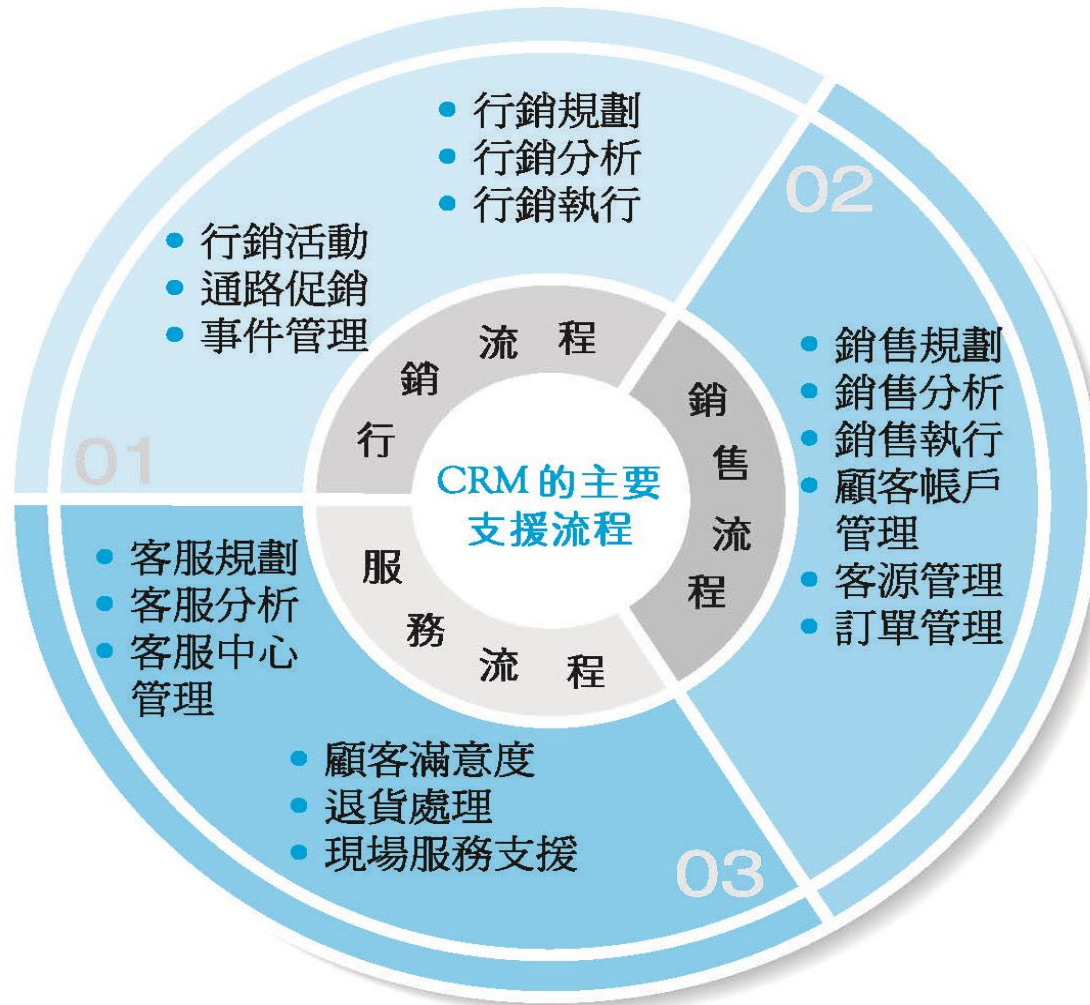 行銷規劃
行銷分析
行銷執行
行銷活動
通路促銷
事件管理
01
行銷流程
02
銷售規劃
銷售分析
銷售執行
顧客帳戶
管理
客源管理
訂單管理
銷售流程
CRM 的主要
支援流程
服務流程
客服規劃
客服分析
客服中心
管理
顧客滿意度
退貨處理
現場服務支援
03